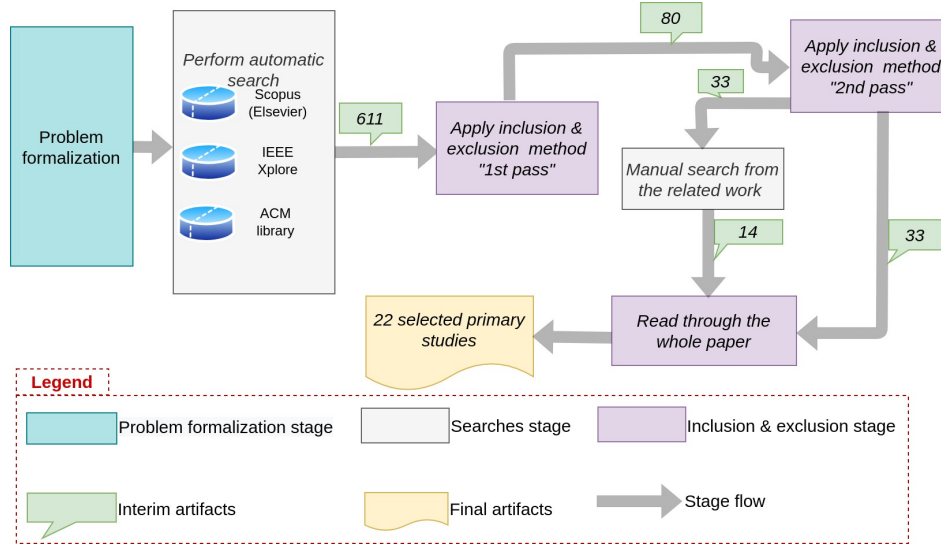 Problem
formalization
Perform automatic
search
Scopus
(Elsevier)
IEEE
Xplore
ACM
library
611
Apply inclusion &
exclusion method
"1st pass"
80
Apply inclusion &
exclusion method
"2nd pass"
33
Manual search from
the related work
14
33
Read through the
whole paper
22 selected primary
studies
Legend
Problem formalization stage
Searches stage
Inclusion & exclusion stage
Interim artifacts
Final artifacts
Stage flow